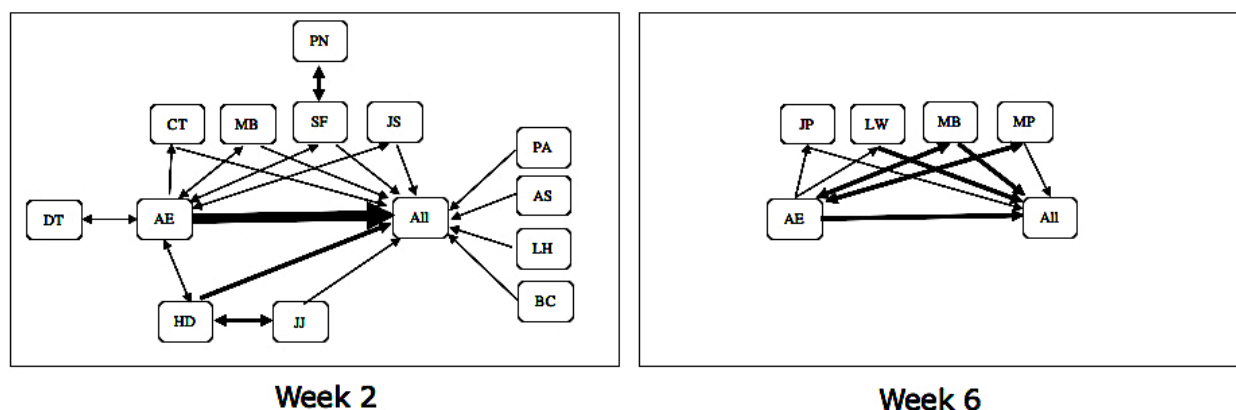 PN
CT MB SF JS
PA
AS
DT AE All
LH
BC
HD JJ
Week 2
JP LW MB MP
AE All
Week 6